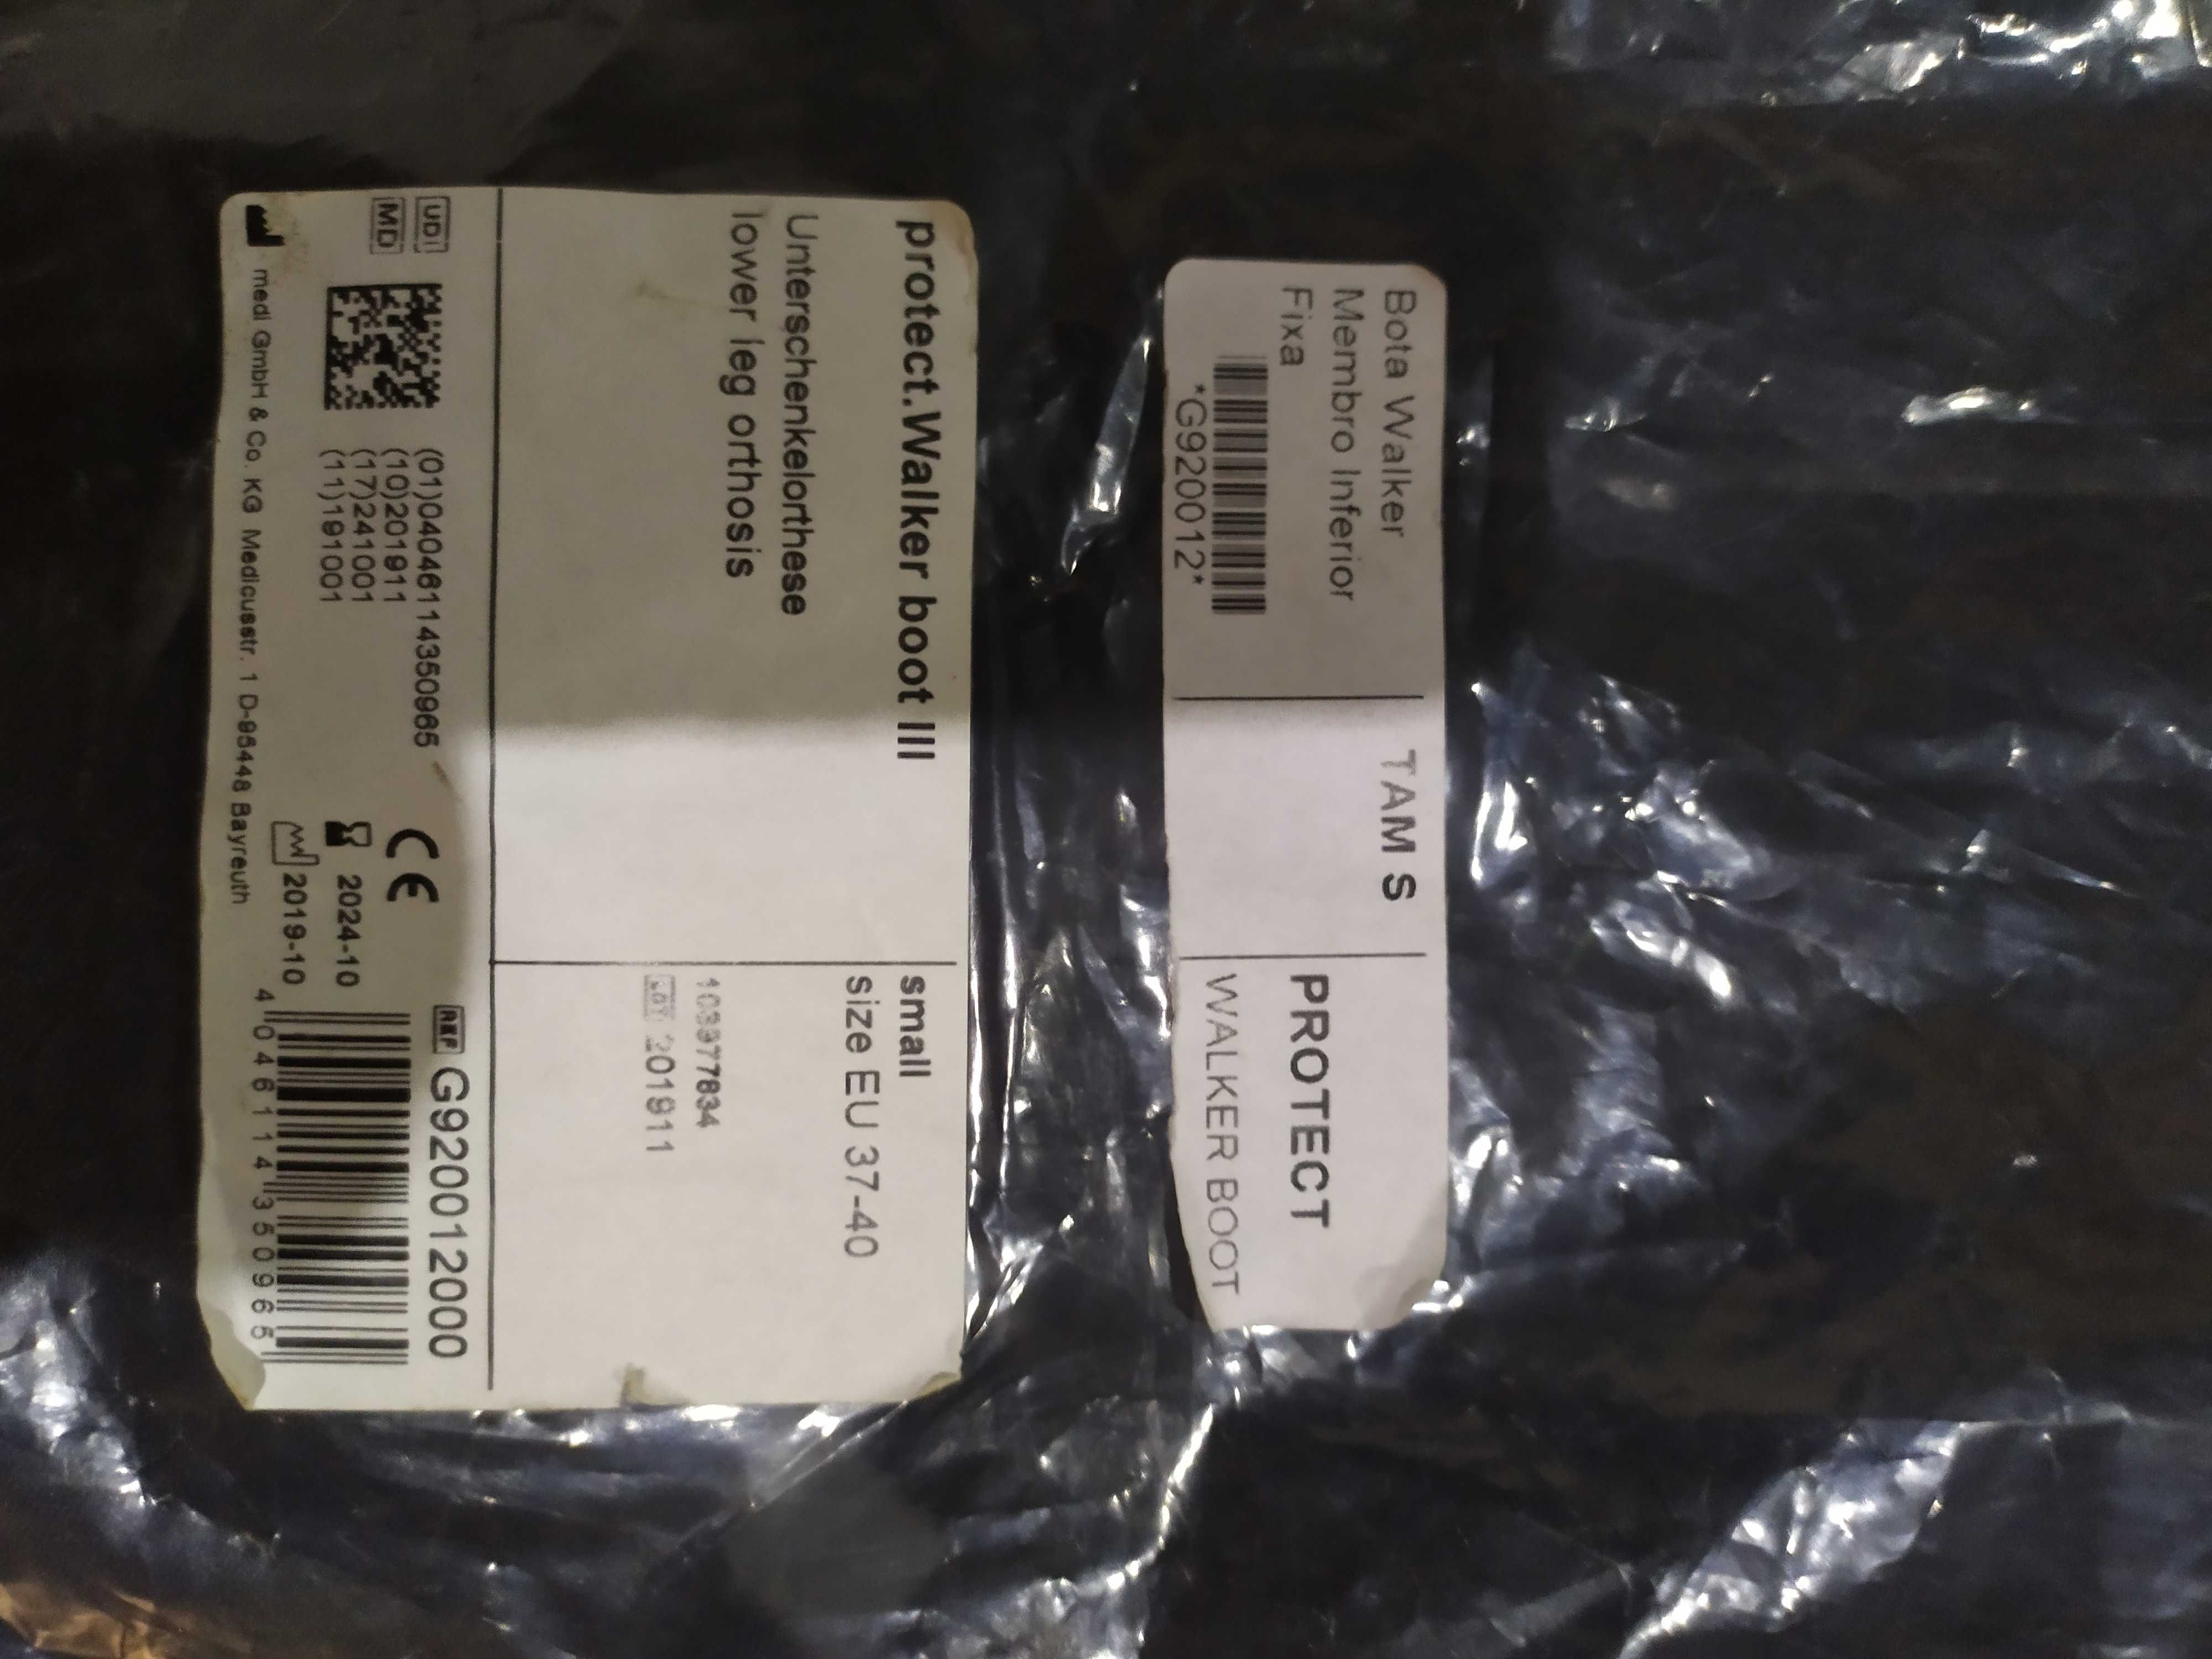 Bota Walker
Membro Inferior
Fixa
*G920012*
TAM S
PROTECT
WALKER BOOT
protect.Walker boot III
Unterschenkelorthese
lower leg orthosis
small
size EU 37-40
103977834
LOT 201911
UDI
MD
(01)04046114350965
(10)201911
(17)241001
(11)191001
CE
2024-10
2019-10
REF G920012000
4 046114 350965
medi GmbH & Co. KG Medicusstr. 1 D-95448 Bayreuth